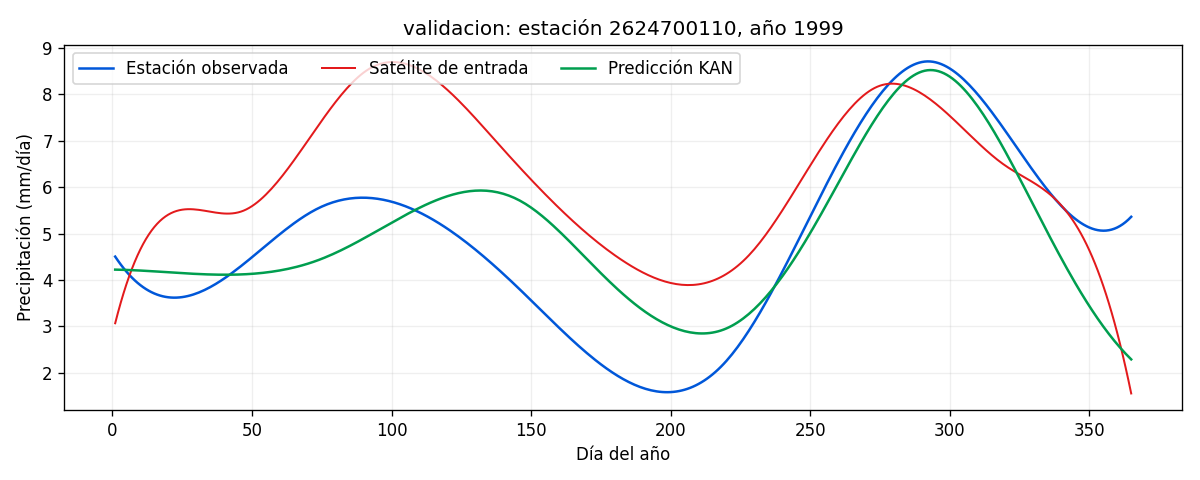 validacion: estación 2624700110, año 1999
Estación observada
Satélite de entrada
Predicción KAN
Precipitación (mm/día)
9
8
7
6
5
4
3
2
0
50
100
150
200
250
300
350
Día del año